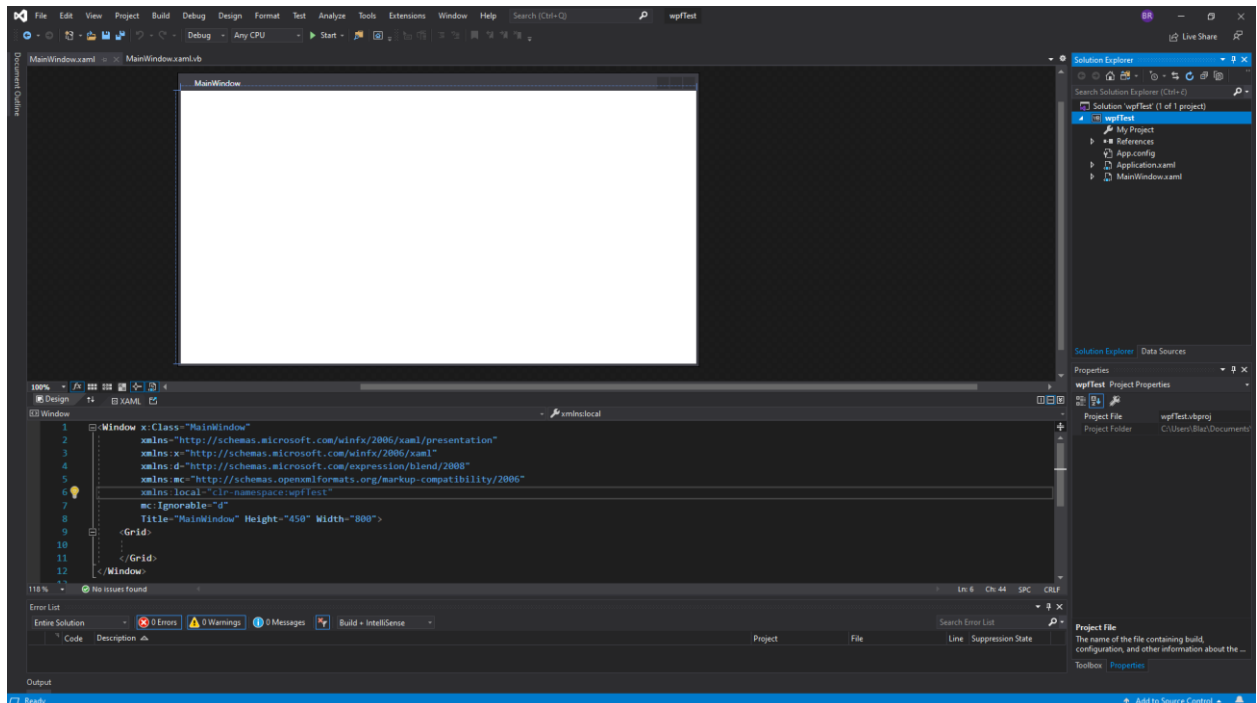 File Edit View Project Build Debug Design Format Test Analyze Tools Extensions Window Help Search (Ctrl+Q) wpfTest BR
Debug Any CPU Start Live Share
Document Outline
MainWindow.xaml MainWindow.xaml.vb
MainWindow
Solution Explorer
Search Solution Explorer (Ctrl+č)
Solution 'wpfTest' (1 of 1 project)
wpfTest
My Project
References
App.config
Application.xaml
MainWindow.xaml
Solution Explorer Data Sources
100%
Design XAML
Window xmlns:local
1 <Window x:Class="MainWindow"
2 xmlns="http://schemas.microsoft.com/winfx/2006/xaml/presentation"
3 xmlns:x="http://schemas.microsoft.com/winfx/2006/xaml"
4 xmlns:d="http://schemas.microsoft.com/expression/blend/2008"
5 xmlns:mc="http://schemas.openxmlformats.org/markup-compatibility/2006"
6 xmlns:local="clr-namespace:wpfTest"
7 mc:Ignorable="d"
8 Title="MainWindow" Height="450" Width="800">
9 <Grid>
10
11 </Grid>
12 </Window>
118 % No issues found Ln: 6 Ch: 44 SPC CRLF
Properties
wpfTest Project Properties
Project File wpfTest.vbproj
Project Folder C:\Users\Blaz\Documents\
Project File
The name of the file containing build,
configuration, and other information about the ...
Toolbox Properties
Error List
Entire Solution 0 Errors 0 Warnings 0 Messages Build + IntelliSense Search Error List
Code Description Project File Line Suppression State
Output
Ready Add to Source Control